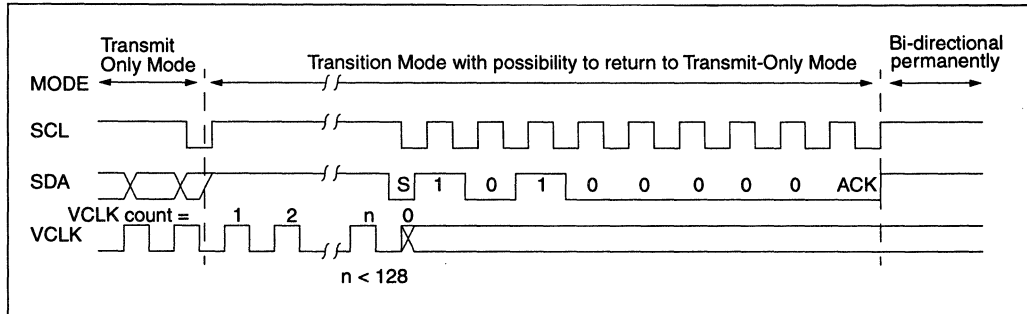 Transmit
Only Mode
Transition Mode with possibility to return to Transmit-Only Mode
Bi-directional
permanently
MODE
SCL
SDA S 1 0 1 0 0 0 0 0 ACK
VCLK count = 1 2 n 0
VCLK
n < 128